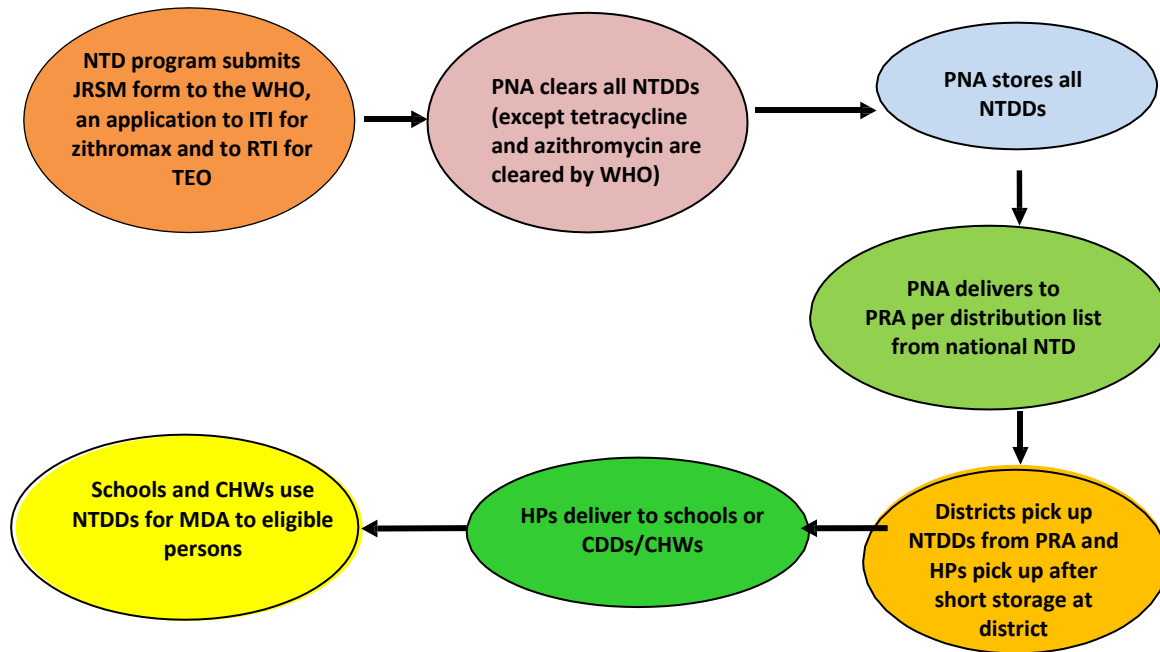 NTD program submits
JRSM form to the WHO,
an application to ITI for
zithromax and to RTI for
TEO
PNA clears all NTDDs
(except tetracycline
and azithromycin are
cleared by WHO)
PNA stores all
NTDDs
PNA delivers to
PRA per distribution list
from national NTD
Districts pick up
NTDDs from PRA and
HPs pick up after
short storage at
district
HPs deliver to schools or
CDDs/CHWs
Schools and CHWs use
NTDDs for MDA to eligible
persons